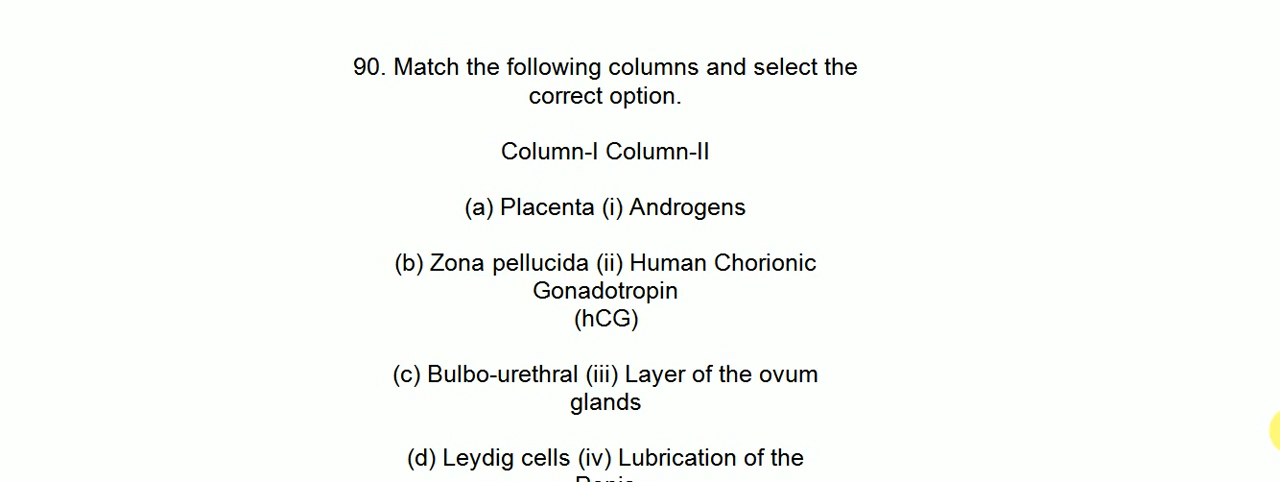 90. Match the following columns and select the
correct option.
Column-I Column-II
(a) Placenta (i) Androgens
(b) Zona pellucida (ii) Human Chorionic
Gonadotropin
(hCG)
(c) Bulbo-urethral (iii) Layer of the ovum
glands
(d) Leydig cells (iv) Lubrication of the